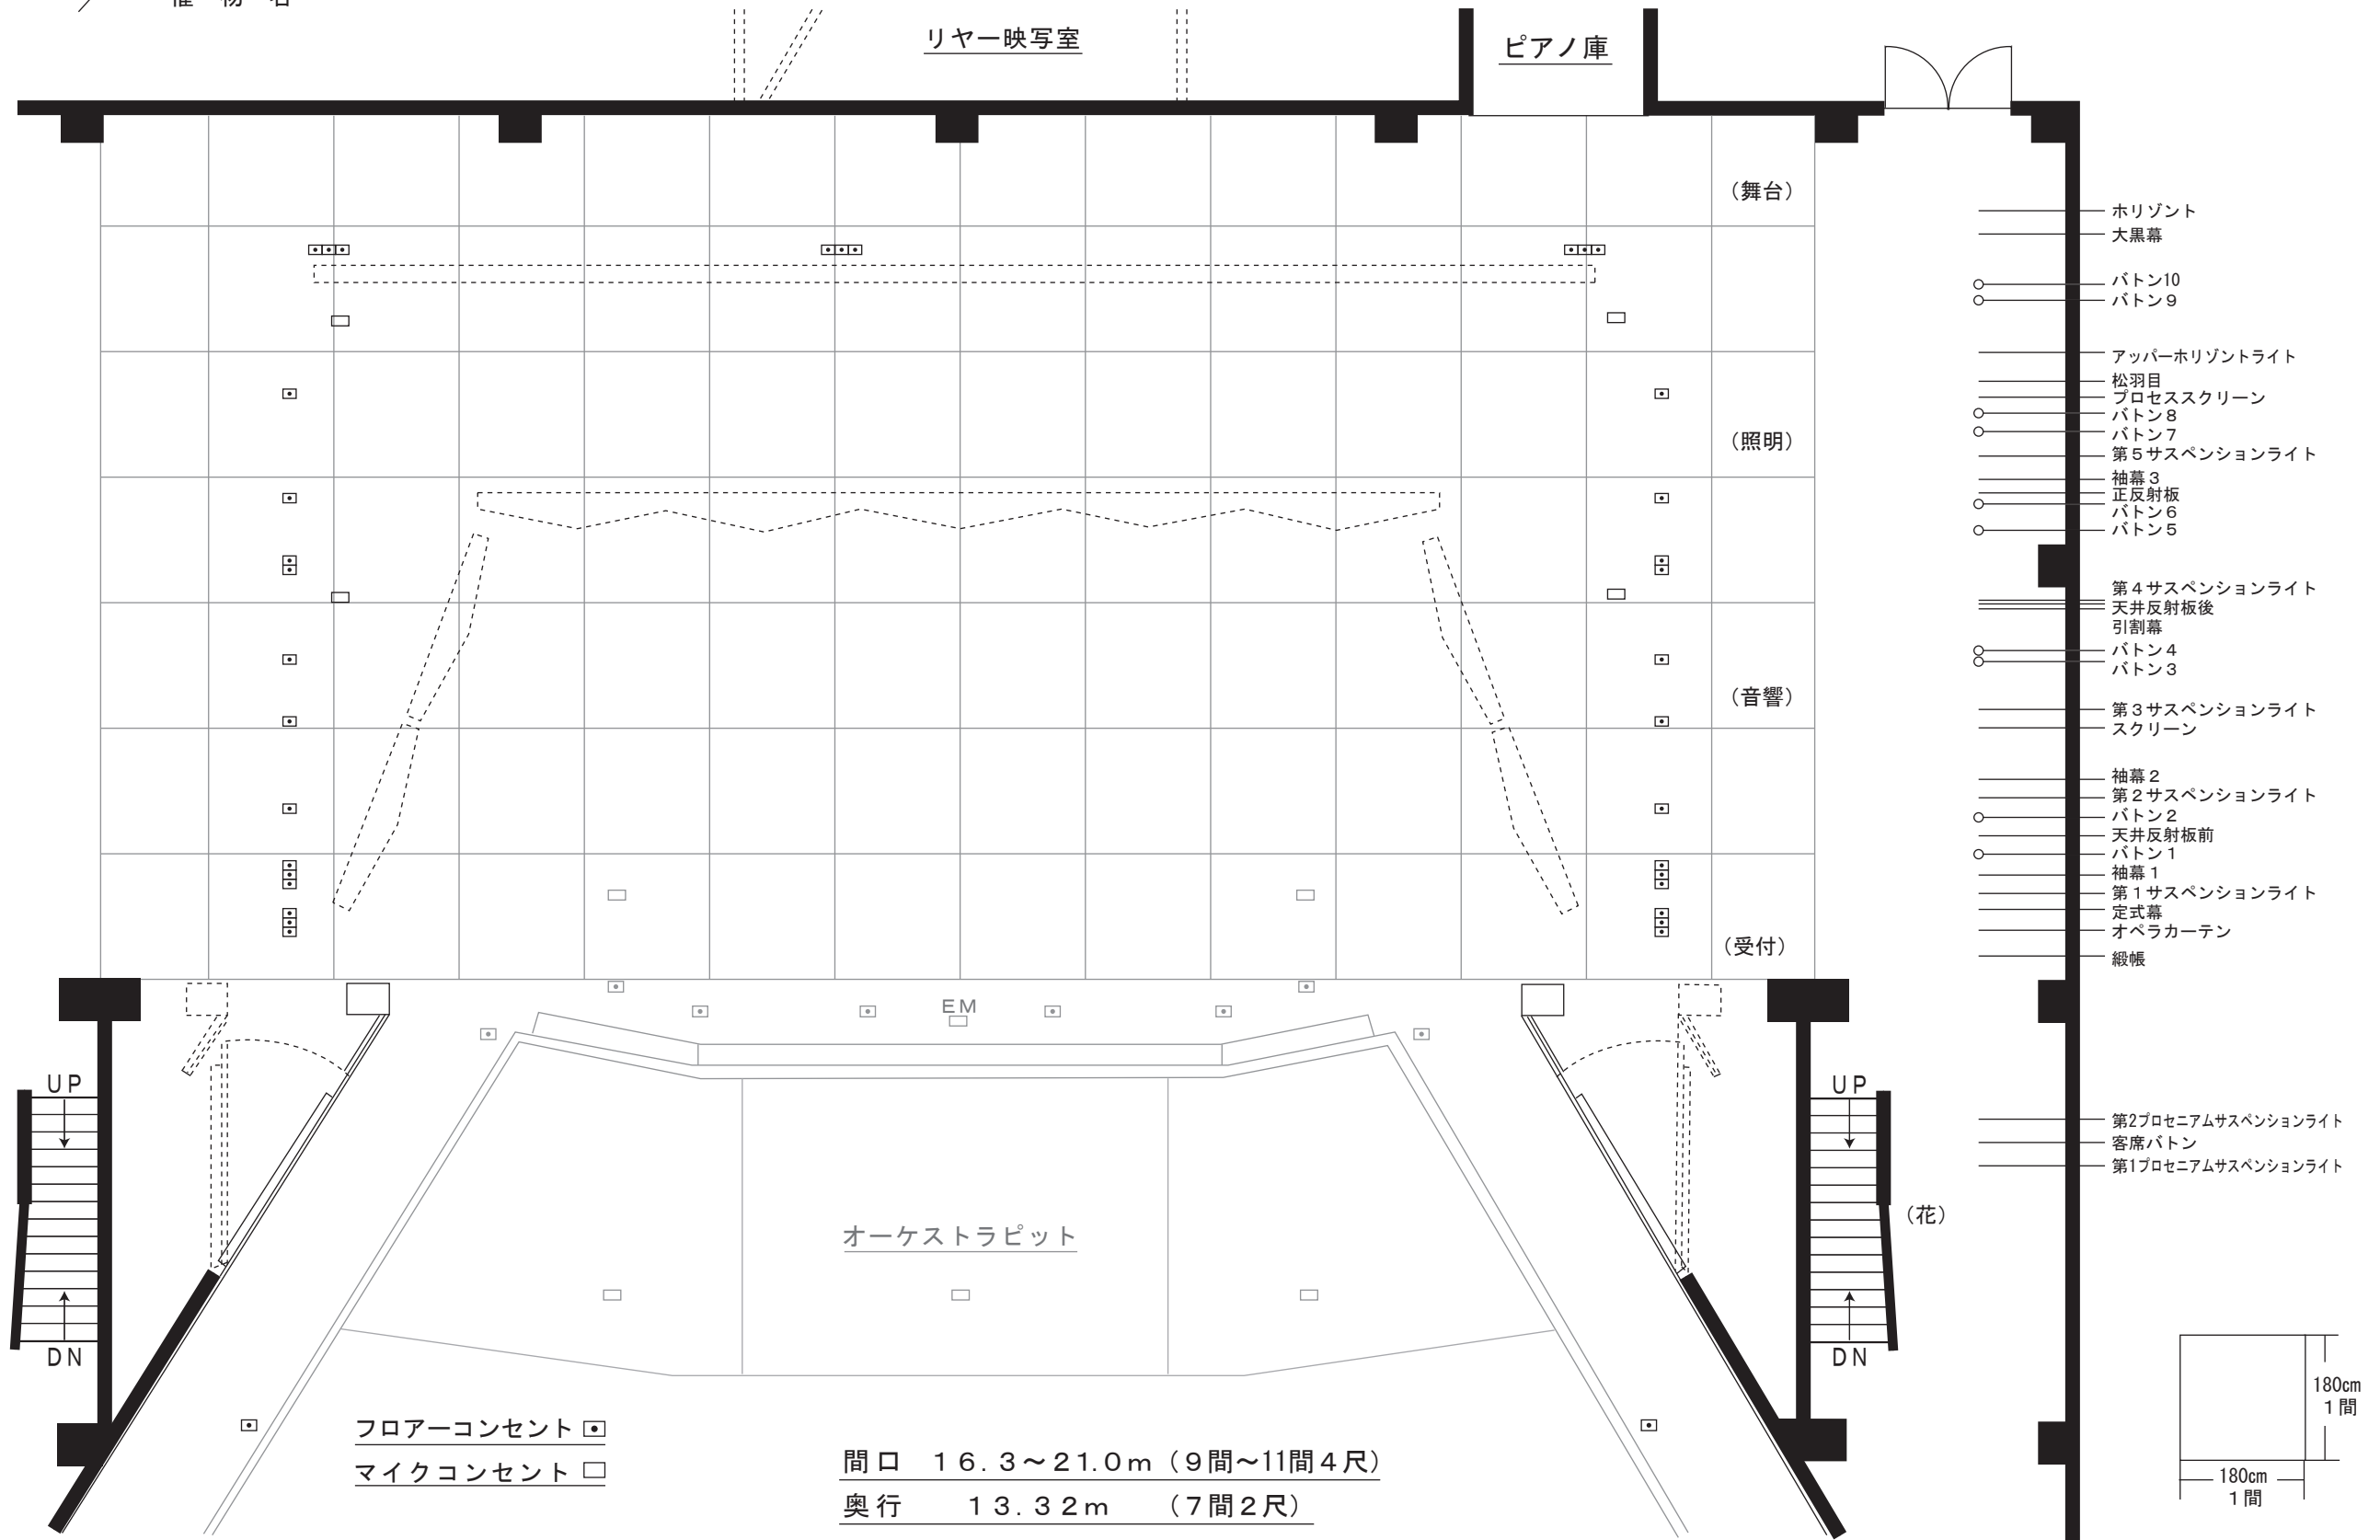 リヤー映写室
ピアノ庫
（舞台）
（照明）
（音響）
（受付）
ホリゾント
大黒幕
バトン10
バトン９
アッパーホリゾントライト
松羽目
プロセススクリーン
バトン８
バトン７
第５サスペンションライト
袖幕３
正反射板
バトン６
バトン５
第４サスペンションライト
天井反射板後
引割幕
バトン４
バトン３
第３サスペンションライト
スクリーン
袖幕２
第２サスペンションライト
バトン２
天井反射板前
バトン１
袖幕１
第１サスペンションライト
定式幕
オペラカーテン
緞帳
第2プロセニアムサスペンションライト
客席バトン
第1プロセニアムサスペンションライト
EM
UP
DN
UP
DN
（花）
オーケストラピット
フロアーコンセント
マイクコンセント
間口　１６.３〜２１.０ｍ（９間〜11間４尺）
奥行　１３.３２ｍ　（７間２尺）
180cm
１間
180cm
１間